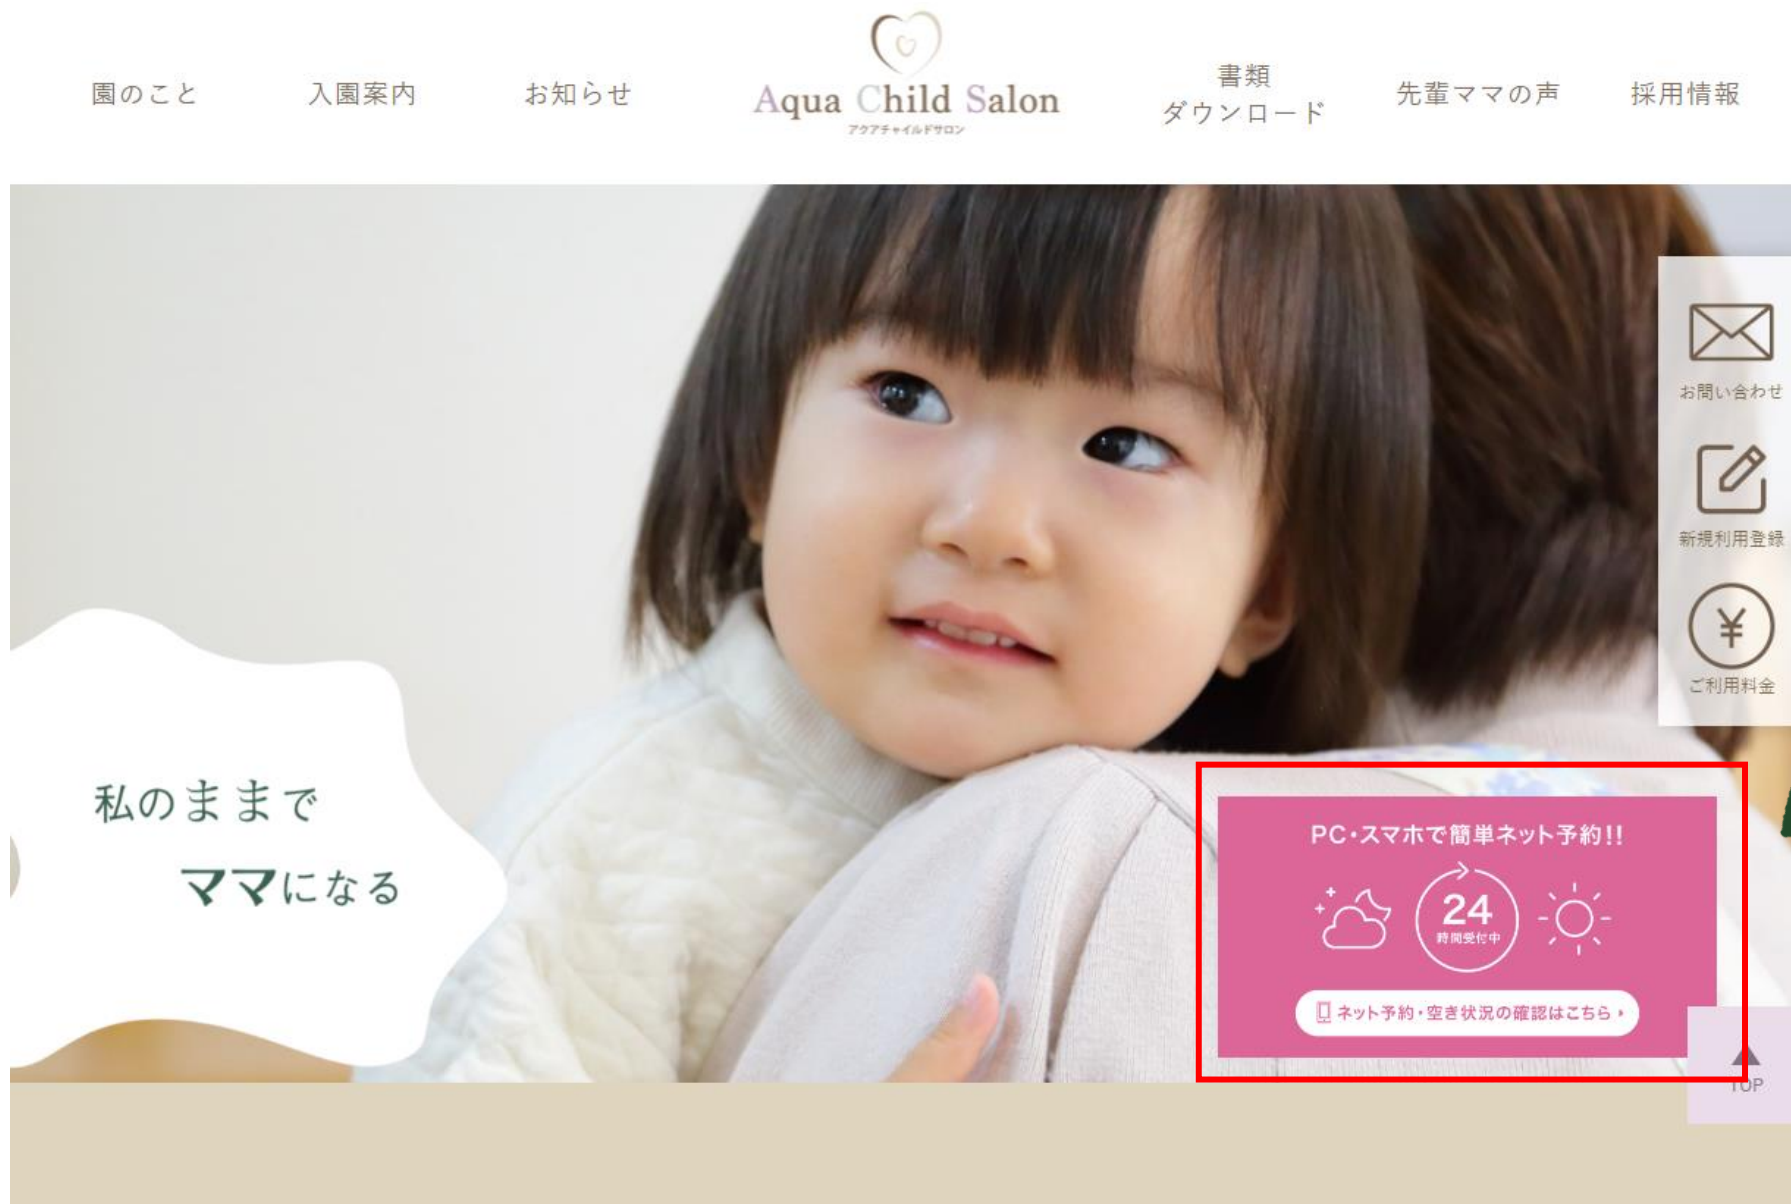 園のこと
入園案内
お知らせ
Aqua Child Salon
アクアチャイルドサロン
書類
ダウンロード
先輩ママの声
採用情報
お問い合わせ
新規利用登録
¥
ご利用料金
私のままで
ママになる
PC・スマホで簡単ネット予約!!
24
時間受付中
ネット予約・空き状況の確認はこちら
TOP